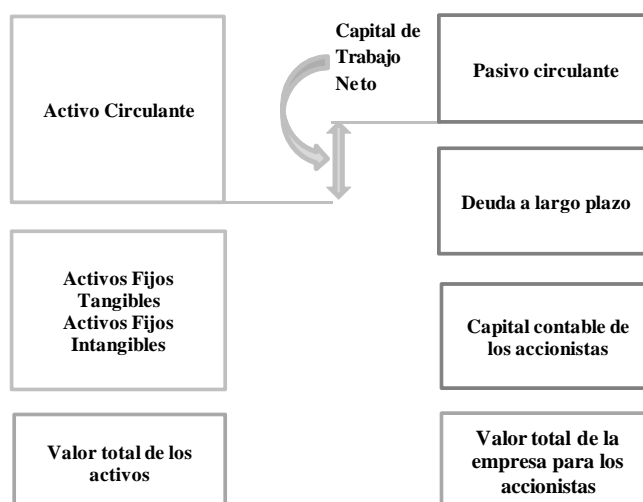 Capital de
Trabajo
Neto
Activo Circulante
Pasivo circulante
Deuda a largo plazo
Activos Fijos
Tangibles
Activos Fijos
Intangibles
Capital contable de
los accionistas
Valor total de los
activos
Valor total de la
empresa para los
accionistas